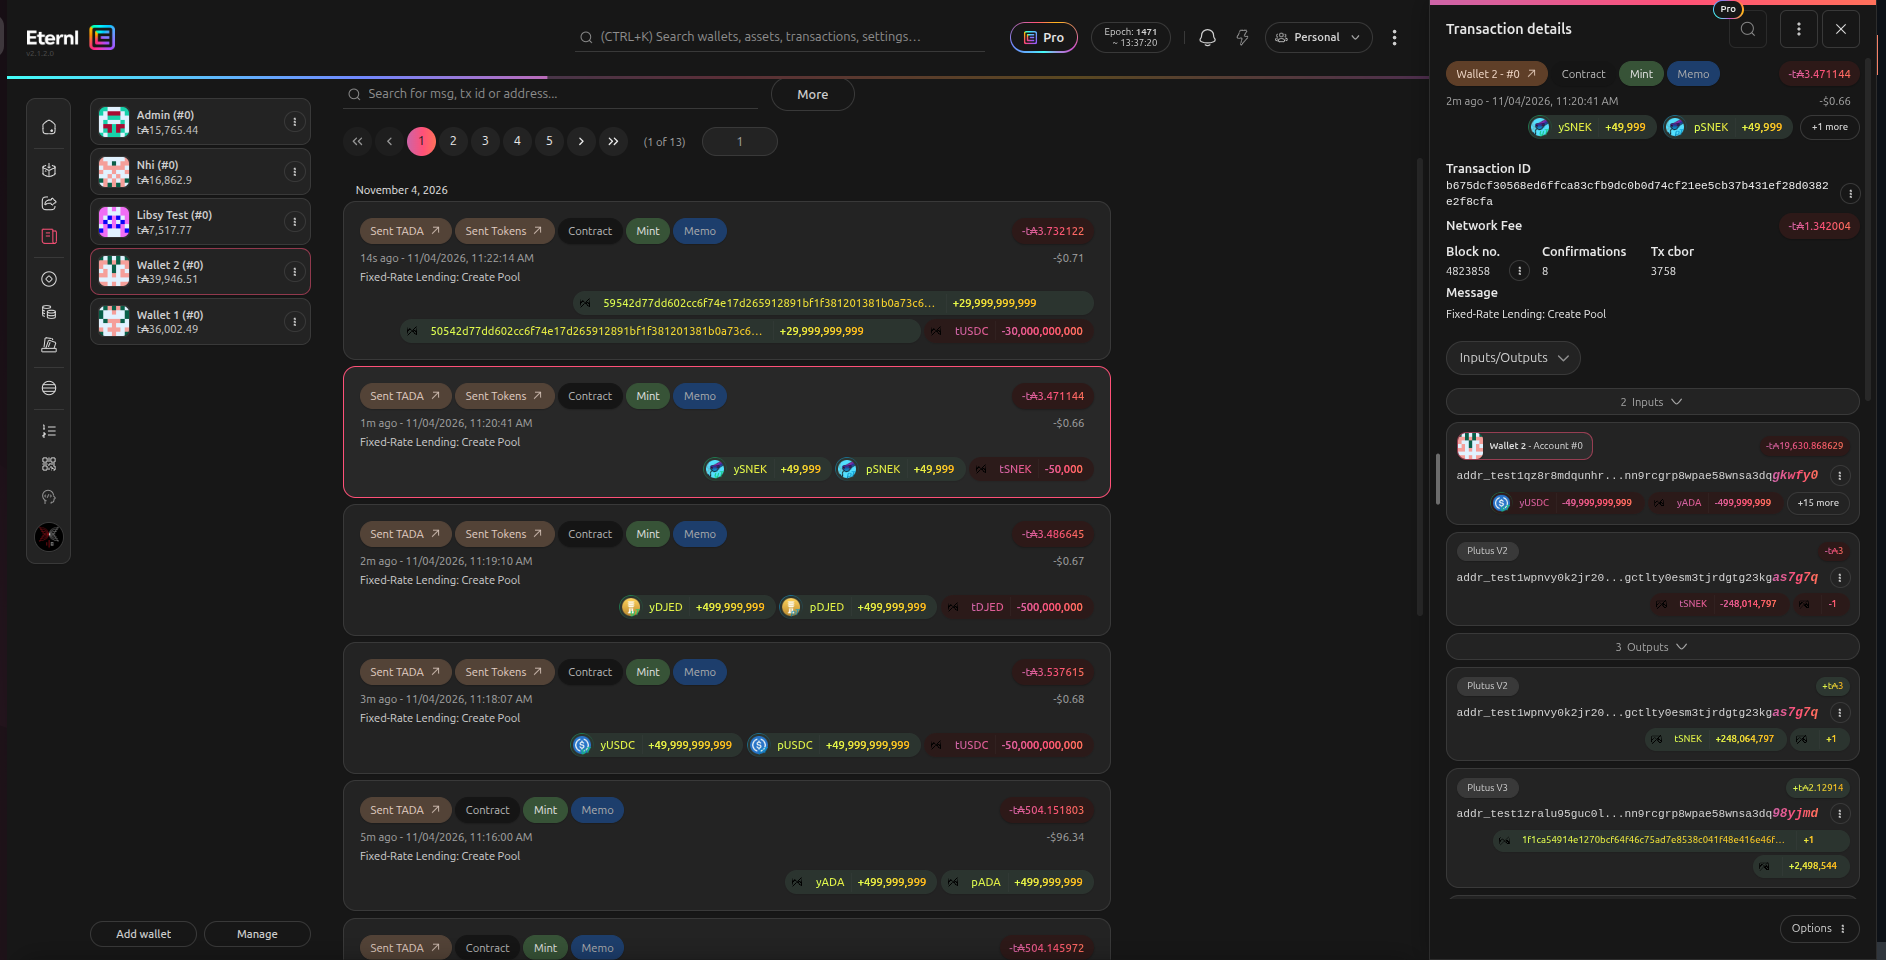 Eternl
v2.1.2.0
(CTRL+K) Search wallets, assets, transactions, settings...
Pro
Epoch: 1471
~ 13:37:20
Personal
Admin (#0)
t₳15,765.44
Nhi (#0)
t₳16,862.9
Libsy Test (#0)
t₳7,517.77
Wallet 2 (#0)
t₳39,946.51
Wallet 1 (#0)
t₳36,002.49
Add wallet
Manage
Search for msg, tx id or address...
More
1 2 3 4 5 (1 of 13) 1
November 4, 2026
Sent TADA Sent Tokens Contract Mint Memo -t₳3.732122
14s ago - 11/04/2026, 11:22:14 AM -$0.71
Fixed-Rate Lending: Create Pool
59542d77dd602cc6f74e17d265912891bf1f381201381b0a73c6... +29,999,999,999
50542d77dd602cc6f74e17d265912891bf1f381201381b0a73c6... +29,999,999,999 tUSDC -30,000,000,000
Sent TADA Sent Tokens Contract Mint Memo -t₳3.471144
1m ago - 11/04/2026, 11:20:41 AM -$0.66
Fixed-Rate Lending: Create Pool
ySNEK +49,999 pSNEK +49,999 tSNEK -50,000
Sent TADA Sent Tokens Contract Mint Memo -t₳3.486645
2m ago - 11/04/2026, 11:19:10 AM -$0.67
Fixed-Rate Lending: Create Pool
yDJED +499,999,999 pDJED +499,999,999 tDJED -500,000,000
Sent TADA Sent Tokens Contract Mint Memo -t₳3.537615
3m ago - 11/04/2026, 11:18:07 AM -$0.68
Fixed-Rate Lending: Create Pool
yUSDC +49,999,999,999 pUSDC +49,999,999,999 tUSDC -50,000,000,000
Sent TADA Contract Mint Memo -t₳504.151803
5m ago - 11/04/2026, 11:16:00 AM -$96.34
Fixed-Rate Lending: Create Pool
yADA +499,999,999 pADA +499,999,999
Sent TADA Contract Mint Memo -t₳504.145972
Pro
Transaction details
Wallet 2 - #0 Contract Mint Memo -t₳3.471144
2m ago - 11/04/2026, 11:20:41 AM -$0.66
ySNEK +49,999 pSNEK +49,999 +1 more
Transaction ID
b675dcf30568ed6ffca83cfb9dc0b0d74cf21ee5cb37b431ef28d0382
e2f8cfa
Network Fee -t₳1.342004
Block no. Confirmations Tx cbor
4823858 8 3758
Message
Fixed-Rate Lending: Create Pool
Inputs/Outputs
2 Inputs
Wallet 2 - Account #0 -t₳19,630.868629
addr_test1qz8r8mdqunhr...nn9rcgrp8wpae58wnsa3dqgkwfy0
yUSDC -49,999,999,999 yADA -499,999,999 +15 more
Plutus V2 -t₳3
addr_test1wpnvy0k2jr20...gctlty0esm3tjrdgtg23kgas7g7q
tSNEK -248,014,797 -1
3 Outputs
Plutus V2 +t₳3
addr_test1wpnvy0k2jr20...gctlty0esm3tjrdgtg23kgas7g7q
tSNEK +248,064,797 +1
Plutus V3 +t₳2.12914
addr_test1zralu95guc0l...nn9rcgrp8wpae58wnsa3dq98yjmd
1f1ca54914e1270bcf64f46c75ad7e8538c041f48e416e46f... +1
+2,498,544
Options